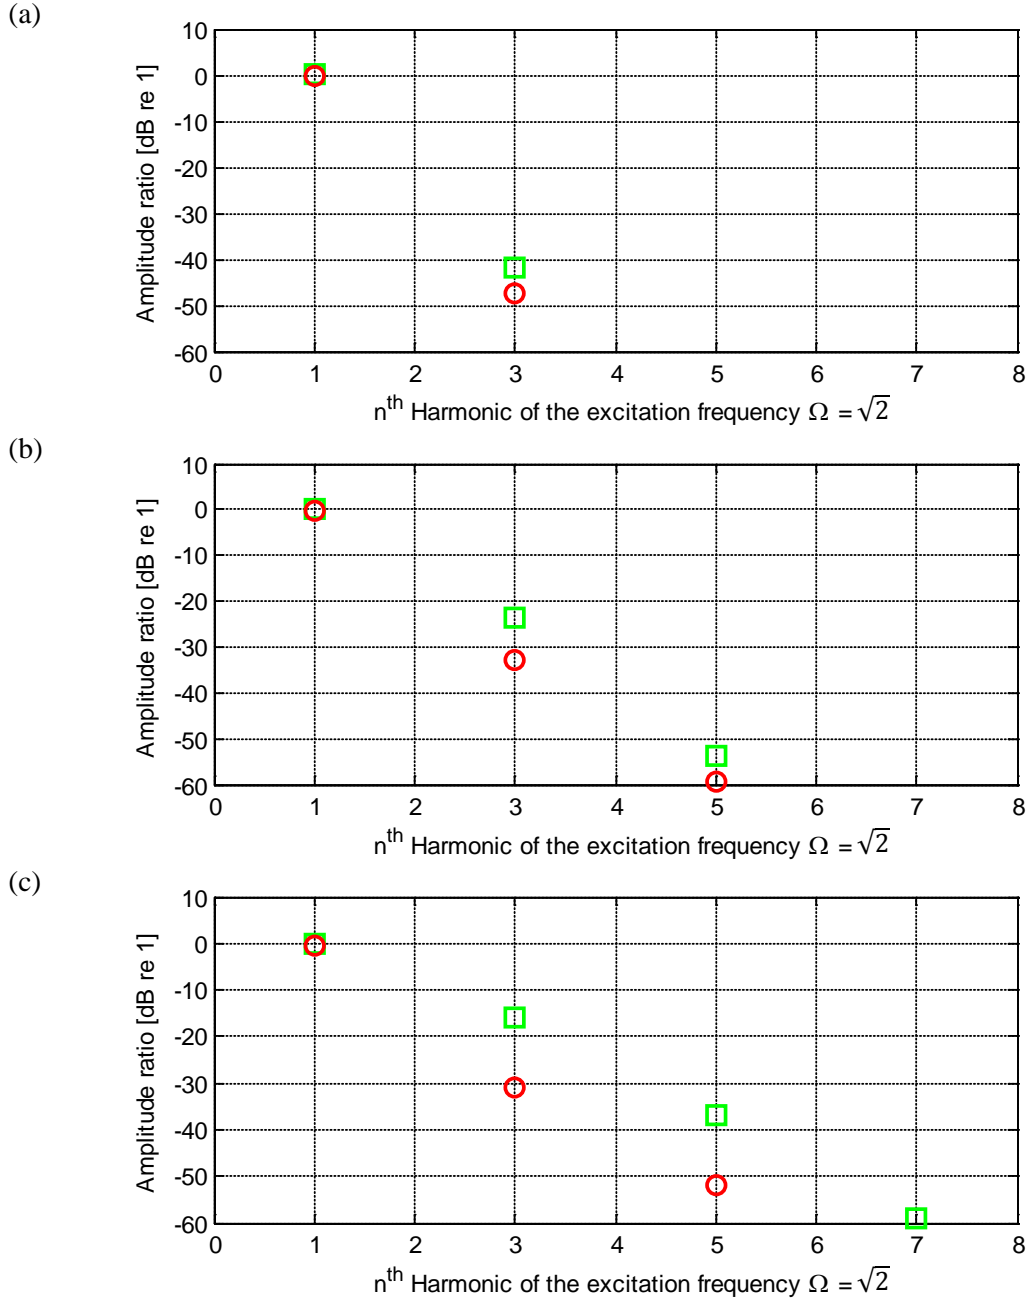 (a)
10
0
-10
-20
-30
-40
-50
-60
Amplitude ratio [dB re 1]
0 1 2 3 4 5 6 7 8
nth Harmonic of the excitation frequency Ω = √2
(b)
10
0
-10
-20
-30
-40
-50
-60
Amplitude ratio [dB re 1]
0 1 2 3 4 5 6 7 8
nth Harmonic of the excitation frequency Ω = √2
(c)
10
0
-10
-20
-30
-40
-50
-60
Amplitude ratio [dB re 1]
0 1 2 3 4 5 6 7 8
nth Harmonic of the excitation frequency Ω = √2